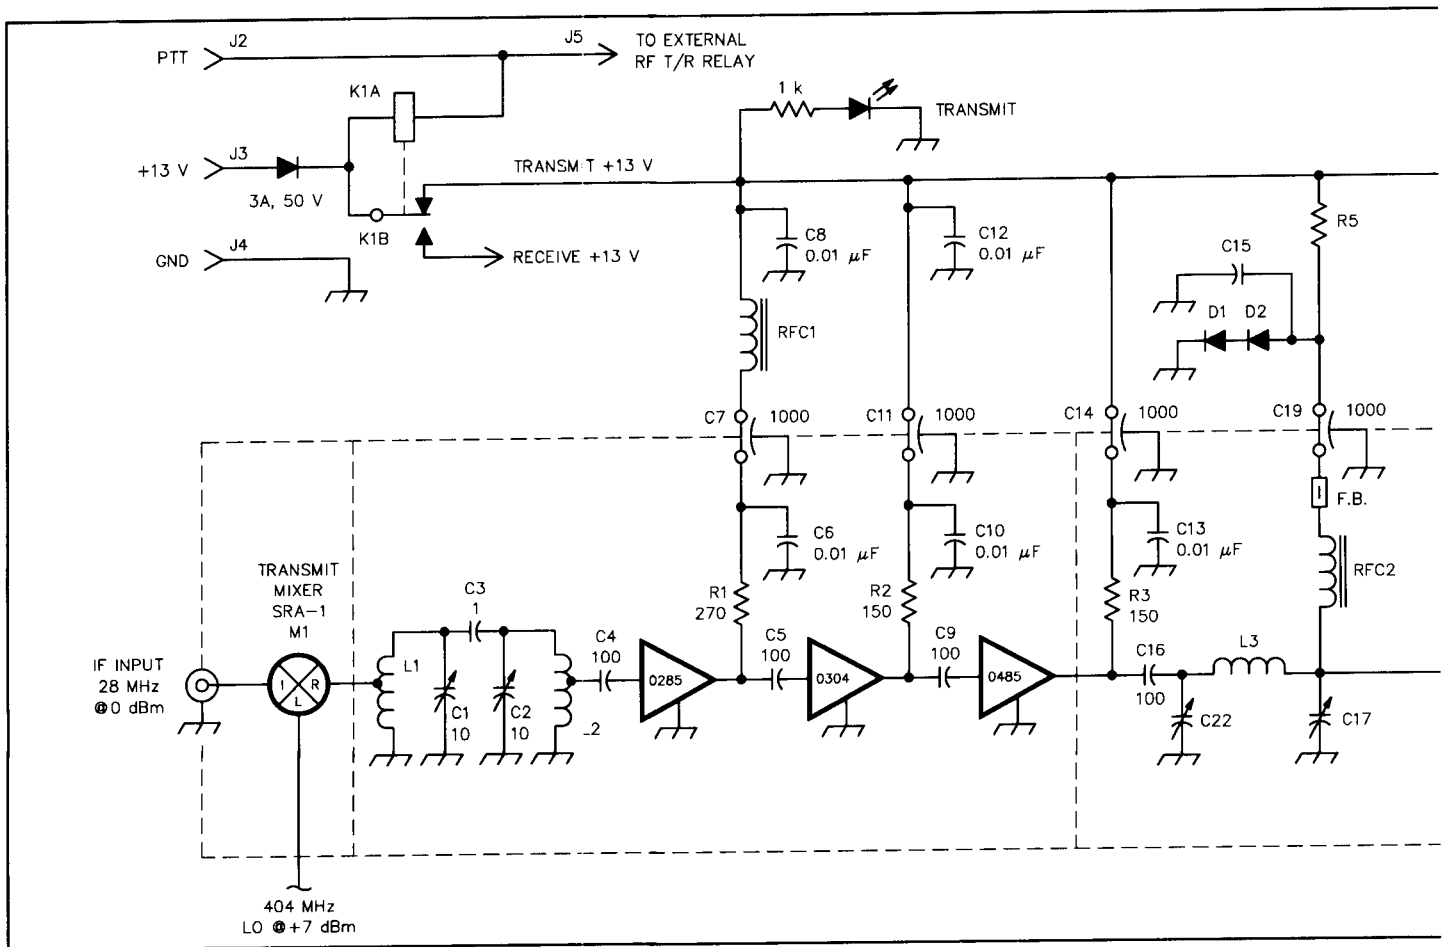 J2
PTT
J5
TO EXTERNAL
RF T/R RELAY
K1A
1 k
TRANSMIT
J3
+13 V
3A, 50 V
TRANSMIT +13 V
K1B
RECEIVE +13 V
J4
GND
C8
0.01 µF
C12
0.01 µF
R5
C15
D1 D2
RFC1
C7 1000
C11 1000
C14 1000
C19 1000
F.B.
C6
0.01 µF
C10
0.01 µF
C13
0.01 µF
RFC2
TRANSMIT
MIXER
SRA-1
M1
C3
1
R1
270
R2
150
R3
150
IF INPUT
28 MHz
@0 dBm
I R
L
L1
C1
10
C2
10
_2
C4
100
0285
C5
100
0304
C9
100
0485
C16
100
L3
C22
C17
404 MHz
LO @+7 dBm